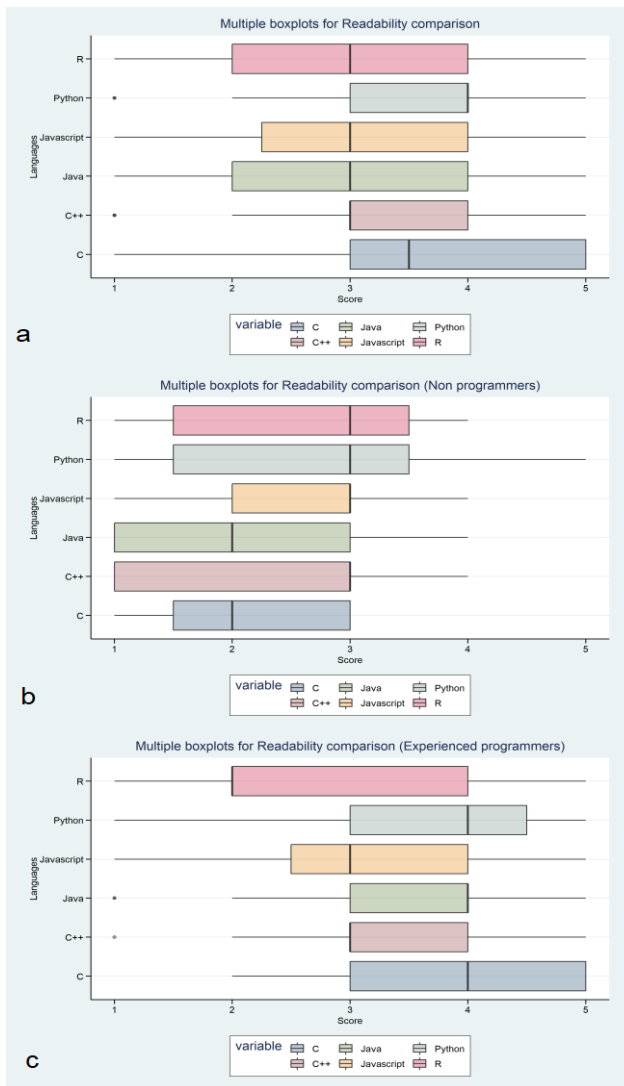 Multiple boxplots for Readability comparison
Languages
R
Python
Javascript
Java
C++
C
1 2 3 4 5
Score
a
variable
C Java Python
C++ Javascript R
Multiple boxplots for Readability comparison (Non programmers)
Languages
R
Python
Javascript
Java
C++
C
1 2 3 4 5
Score
b
variable
C Java Python
C++ Javascript R
Multiple boxplots for Readability comparison (Experienced programmers)
Languages
R
Python
Javascript
Java
C++
C
1 2 3 4 5
Score
variable
C Java Python
C++ Javascript R
c